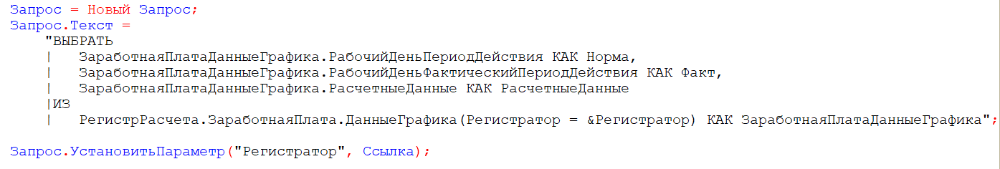 Запрос = Новый Запрос;
Запрос.Текст =
"ВЫБРАТЬ
|   ЗаработнаяПлатаДанныеГрафика.РабочийДеньПериодДействия КАК Норма,
|   ЗаработнаяПлатаДанныеГрафика.РабочийДеньФактическийПериодДействия КАК Факт,
|   ЗаработнаяПлатаДанныеГрафика.РасчетныеДанные КАК РасчетныеДанные
|ИЗ
|   РегистрРасчета.ЗаработнаяПлата.ДанныеГрафика(Регистратор = &Регистратор) КАК ЗаработнаяПлатаДанныеГрафика";
Запрос.УстановитьПараметр("Регистратор", Ссылка);